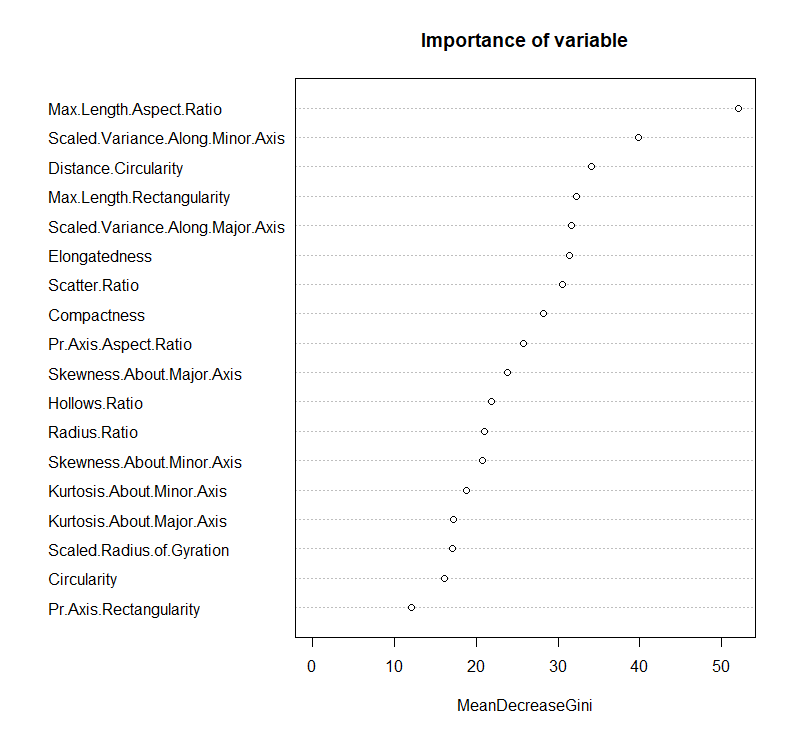 Importance of variable
Max.Length.Aspect.Ratio
Scaled.Variance.Along.Minor.Axis
Distance.Circularity
Max.Length.Rectangularity
Scaled.Variance.Along.Major.Axis
Elongatedness
Scatter.Ratio
Compactness
Pr.Axis.Aspect.Ratio
Skewness.About.Major.Axis
Hollows.Ratio
Radius.Ratio
Skewness.About.Minor.Axis
Kurtosis.About.Minor.Axis
Kurtosis.About.Major.Axis
Scaled.Radius.of.Gyration
Circularity
Pr.Axis.Rectangularity
0 10 20 30 40 50
MeanDecreaseGini